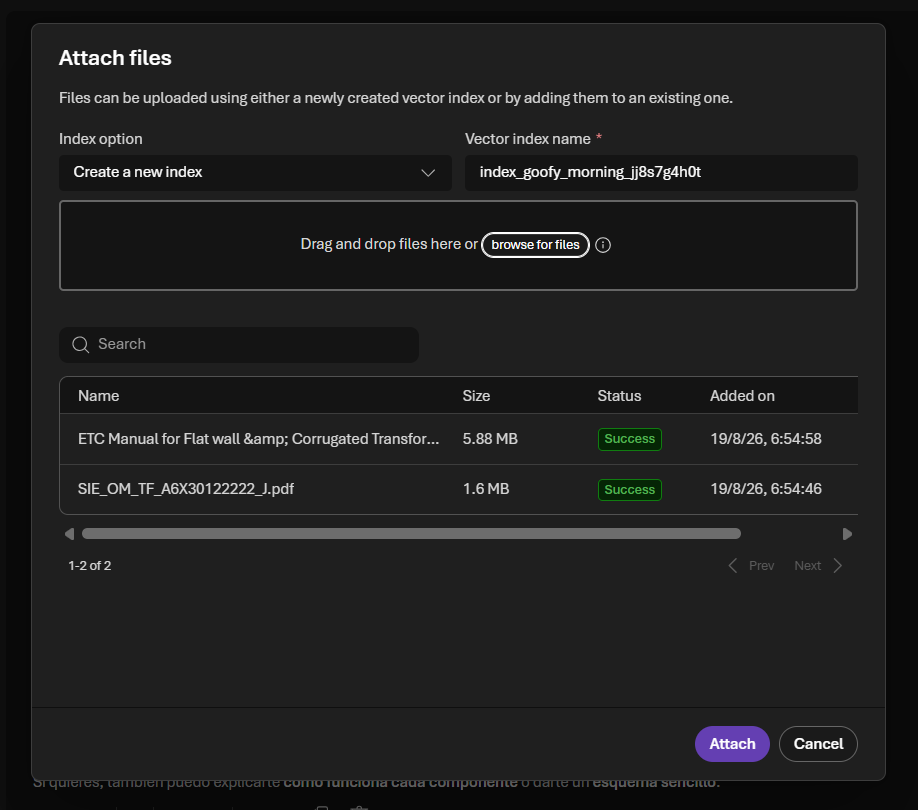 Attach files
Files can be uploaded using either a newly created vector index or by adding them to an existing one.
Index option Vector index name *
Create a new index index_goofy_morning_jj8s7g4h0t
Drag and drop files here or browse for files
Search
Name Size Status Added on
ETC Manual for Flat wall &amp; Corrugated Transfor... 5.88 MB Success 19/8/26, 6:54:58
SIE_OM_TF_A6X30122222_J.pdf 1.6 MB Success 19/8/26, 6:54:46
1-2 of 2 Prev Next
Attach Cancel
Si quieres, también puedo explicarte cómo funciona cada componente o darte un esquema sencillo.